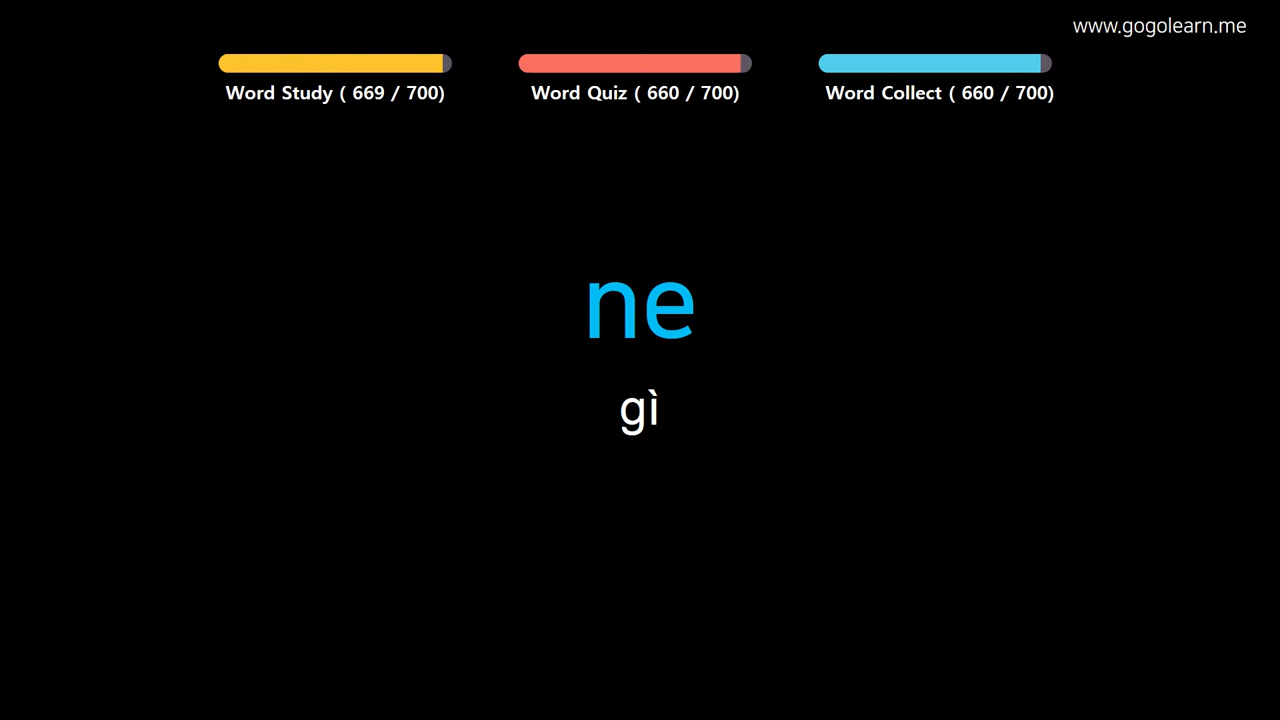 www.gogolearn.me
Word Study ( 669 / 700)
Word Quiz ( 660 / 700)
Word Collect ( 660 / 700)
ne
gì